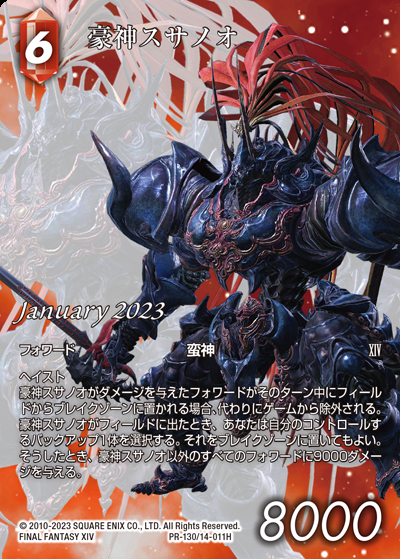 6
豪神スサノオ
January 2023
フォワード 蛮神 XIV
ヘイスト
豪神スサノオがダメージを与えたフォワードがそのターン中にフィール
ドからブレイクゾーンに置かれる場合、代わりにゲームから除外される。
豪神スサノオがフィールドに出たとき、あなたは自分のコントロールす
るバックアップ1体を選択する。それをブレイクゾーンに置いてもよい。
そうしたとき、豪神スサノオ以外のすべてのフォワードに9000ダメー
ジを与える。
© 2010-2023 SQUARE ENIX CO., LTD. All Rights Reserved.
FINAL FANTASY XIV PR-130/14-011H
8000